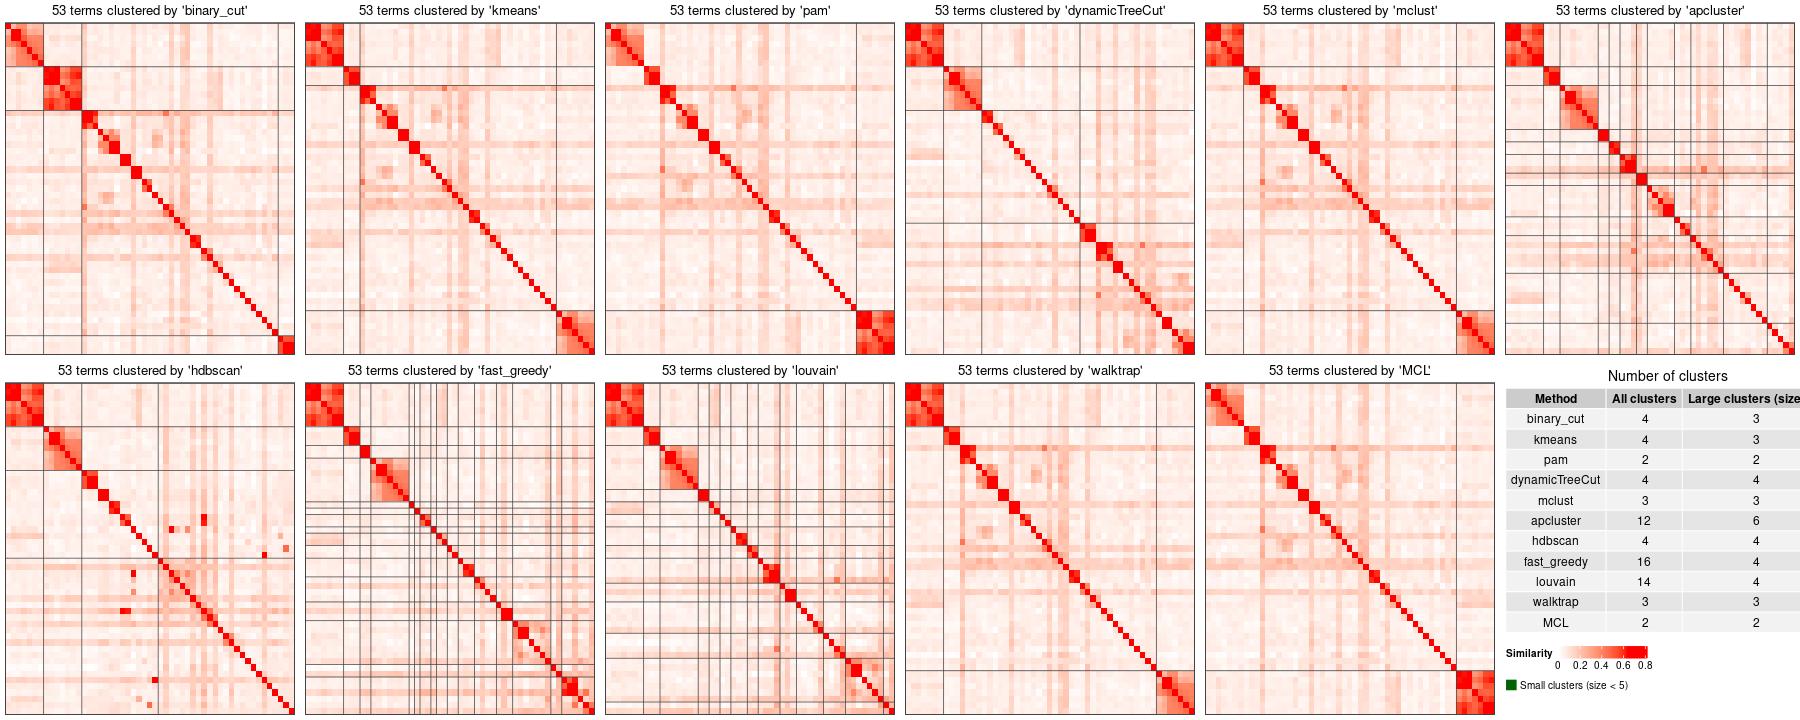 53 terms clustered by 'binary_cut'
53 terms clustered by 'kmeans'
53 terms clustered by 'pam'
53 terms clustered by 'dynamicTreeCut'
53 terms clustered by 'mclust'
53 terms clustered by 'apcluster'
53 terms clustered by 'hdbscan'
53 terms clustered by 'fast_greedy'
53 terms clustered by 'louvain'
53 terms clustered by 'walktrap'
53 terms clustered by 'MCL'
Number of clusters
Method All clusters Large clusters (size
binary_cut 4 3
kmeans 4 3
pam 2 2
dynamicTreeCut 4 4
mclust 3 3
apcluster 12 6
hdbscan 4 4
fast_greedy 16 4
louvain 14 4
walktrap 3 3
MCL 2 2
Similarity
0 0.2 0.4 0.6 0.8
Small clusters (size < 5)